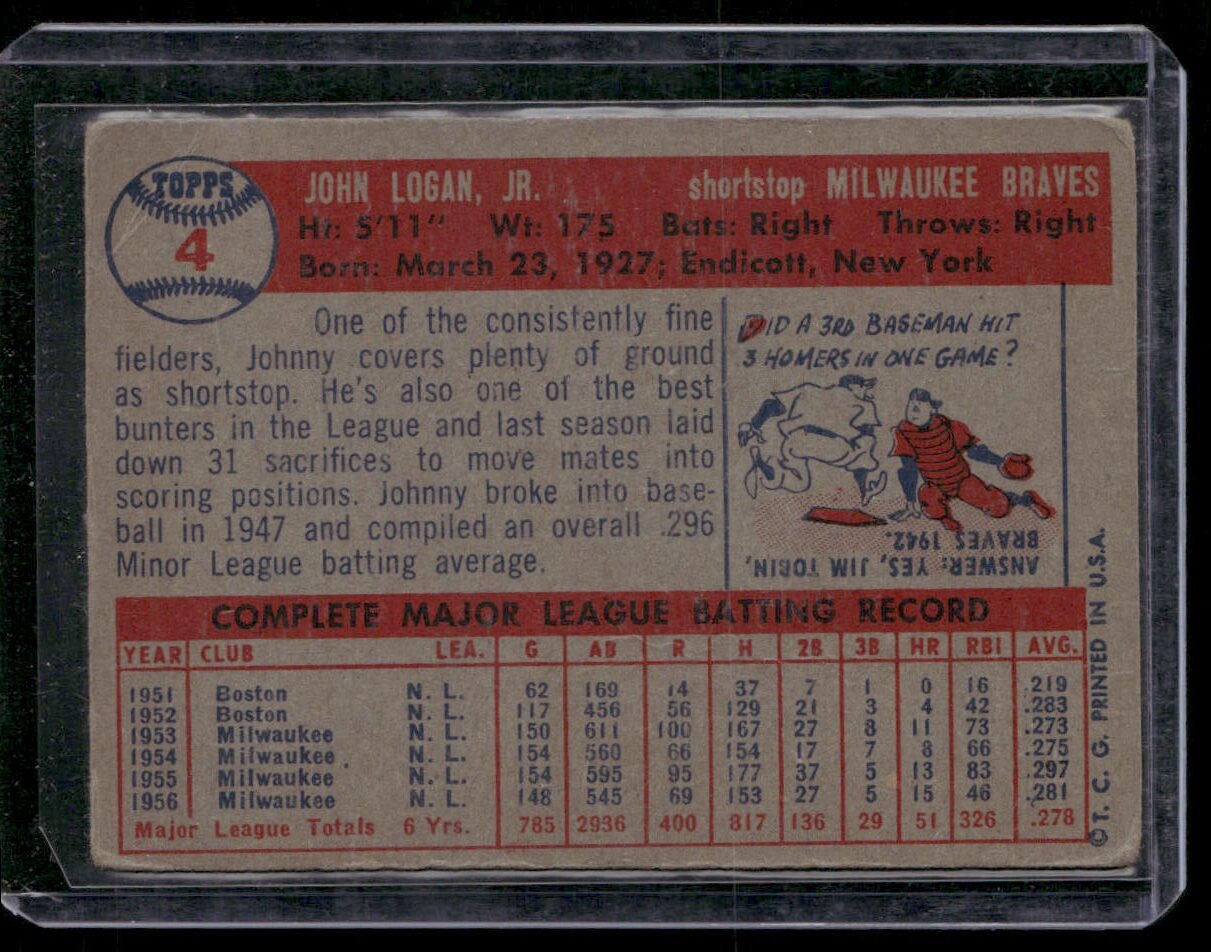 TOPPS
4
JOHN LOGAN, JR. shortstop MILWAUKEE BRAVES
Ht: 5'11" Wt: 175 Bats: Right Throws: Right
Born: March 23, 1927; Endicott, New York
One of the consistently fine
fielders, Johnny covers plenty of ground
as shortstop. He's also one of the best
bunters in the League and last season laid
down 31 sacrifices to move mates into
scoring positions. Johnny broke into base-
ball in 1947 and compiled an overall .296
Minor League batting average.
DID A 3RD BASEMAN HIT
3 HOMERS IN ONE GAME?
ANSWER: YES, JIM TOBIN,
BRAVES 1942.
COMPLETE MAJOR LEAGUE BATTING RECORD
YEAR CLUB LEA. G AB R H 2B 3B HR RBI AVG.
1951 Boston N. L. 62 169 14 37 7 1 0 16 .219
1952 Boston N. L. 117 456 56 129 21 3 4 42 .283
1953 Milwaukee N. L. 150 611 100 167 27 8 11 73 .273
1954 Milwaukee N. L. 154 560 66 154 17 7 8 66 .275
1955 Milwaukee N. L. 154 595 95 177 37 5 13 83 .297
1956 Milwaukee N. L. 148 545 69 153 27 5 15 46 .281
Major League Totals 6 Yrs. 785 2936 400 817 136 29 51 326 .278
© T. C. G. PRINTED IN U.S.A.